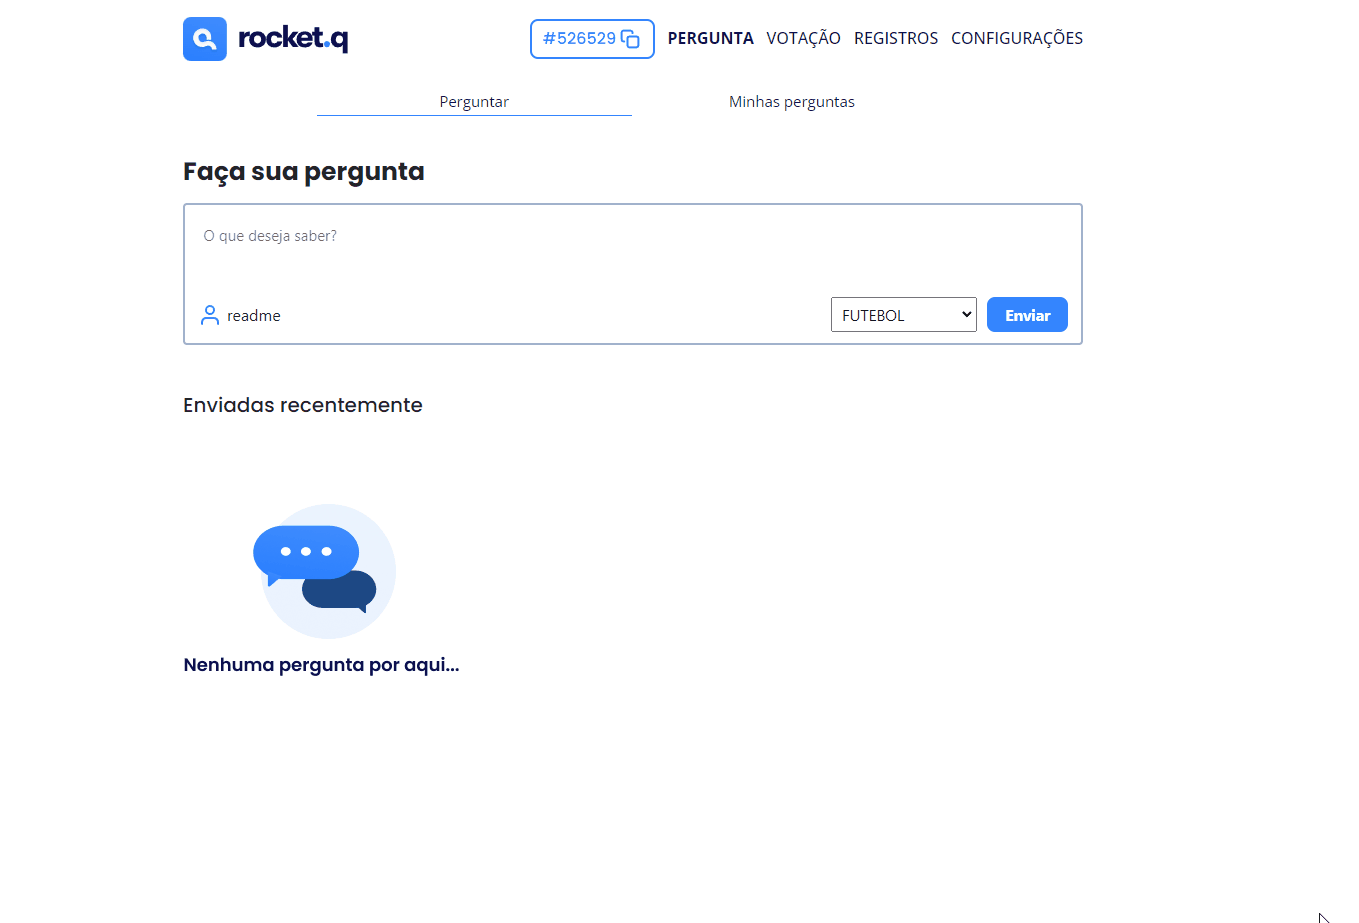 rocket.q
#526529 PERGUNTA VOTAÇÃO REGISTROS CONFIGURAÇÕES
Perguntar Minhas perguntas
Faça sua pergunta
O que deseja saber?
readme FUTEBOL Enviar
Enviadas recentemente
Nenhuma pergunta por aqui...